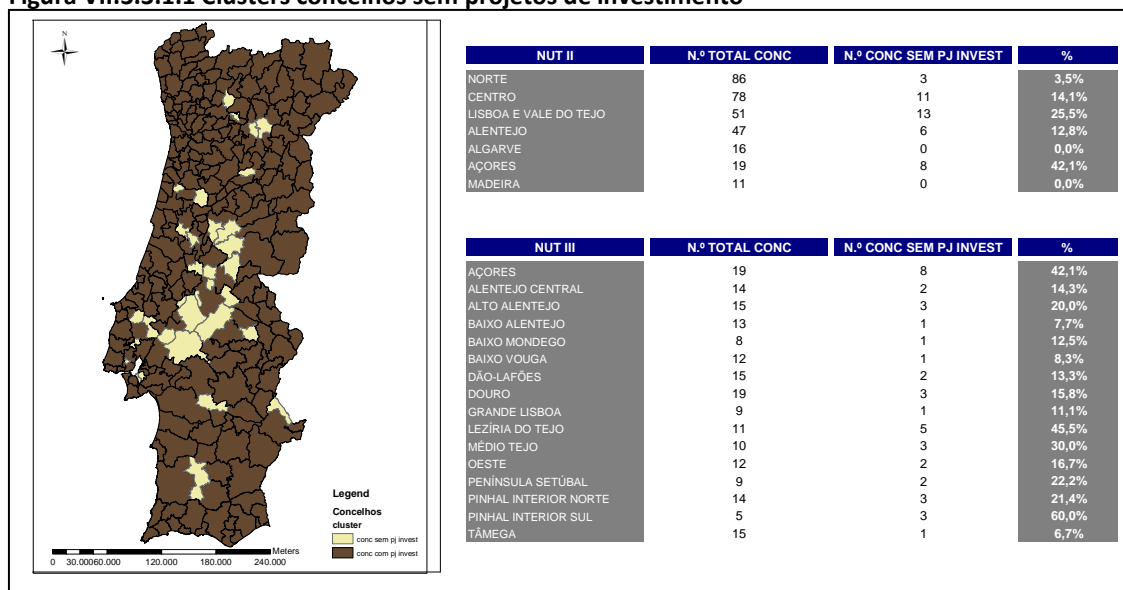 Figura VII.3.3.1.1 Clusters concelhos sem projetos de investimento
N
Legend
Concelhos
cluster
conc sem pj invest
conc com pj invest
Meters
0 30.00060.000 120.000 180.000 240.000
NUT II N.º TOTAL CONC N.º CONC SEM PJ INVEST %
NORTE 86 3 3,5%
CENTRO 78 11 14,1%
LISBOA E VALE DO TEJO 51 13 25,5%
ALENTEJO 47 6 12,8%
ALGARVE 16 0 0,0%
AÇORES 19 8 42,1%
MADEIRA 11 0 0,0%
NUT III N.º TOTAL CONC N.º CONC SEM PJ INVEST %
AÇORES 19 8 42,1%
ALENTEJO CENTRAL 14 2 14,3%
ALTO ALENTEJO 15 3 20,0%
BAIXO ALENTEJO 13 1 7,7%
BAIXO MONDEGO 8 1 12,5%
BAIXO VOUGA 12 1 8,3%
DÃO-LAFÕES 15 2 13,3%
DOURO 19 3 15,8%
GRANDE LISBOA 9 1 11,1%
LEZÍRIA DO TEJO 11 5 45,5%
MÉDIO TEJO 10 3 30,0%
OESTE 12 2 16,7%
PENÍNSULA SETÚBAL 9 2 22,2%
PINHAL INTERIOR NORTE 14 3 21,4%
PINHAL INTERIOR SUL 5 3 60,0%
TÂMEGA 15 1 6,7%